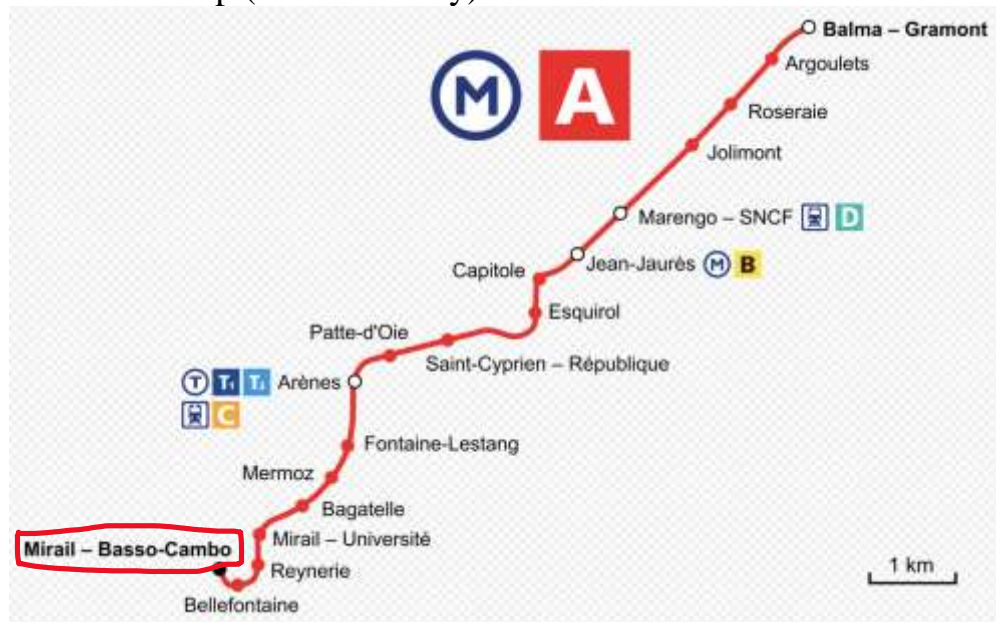 Balma – Gramont
M A
Argoulets
Roseraie
Jolimont
Marengo – SNCF D
Jean-Jaurès M B
Capitole
Esquirol
Patte-d'Oie
Saint-Cyprien – République
T T1 Arènes
C
Fontaine-Lestang
Mermoz
Bagatelle
Mirail – Université
Mirail – Basso-Cambo
Reynerie
1 km
Bellefontaine